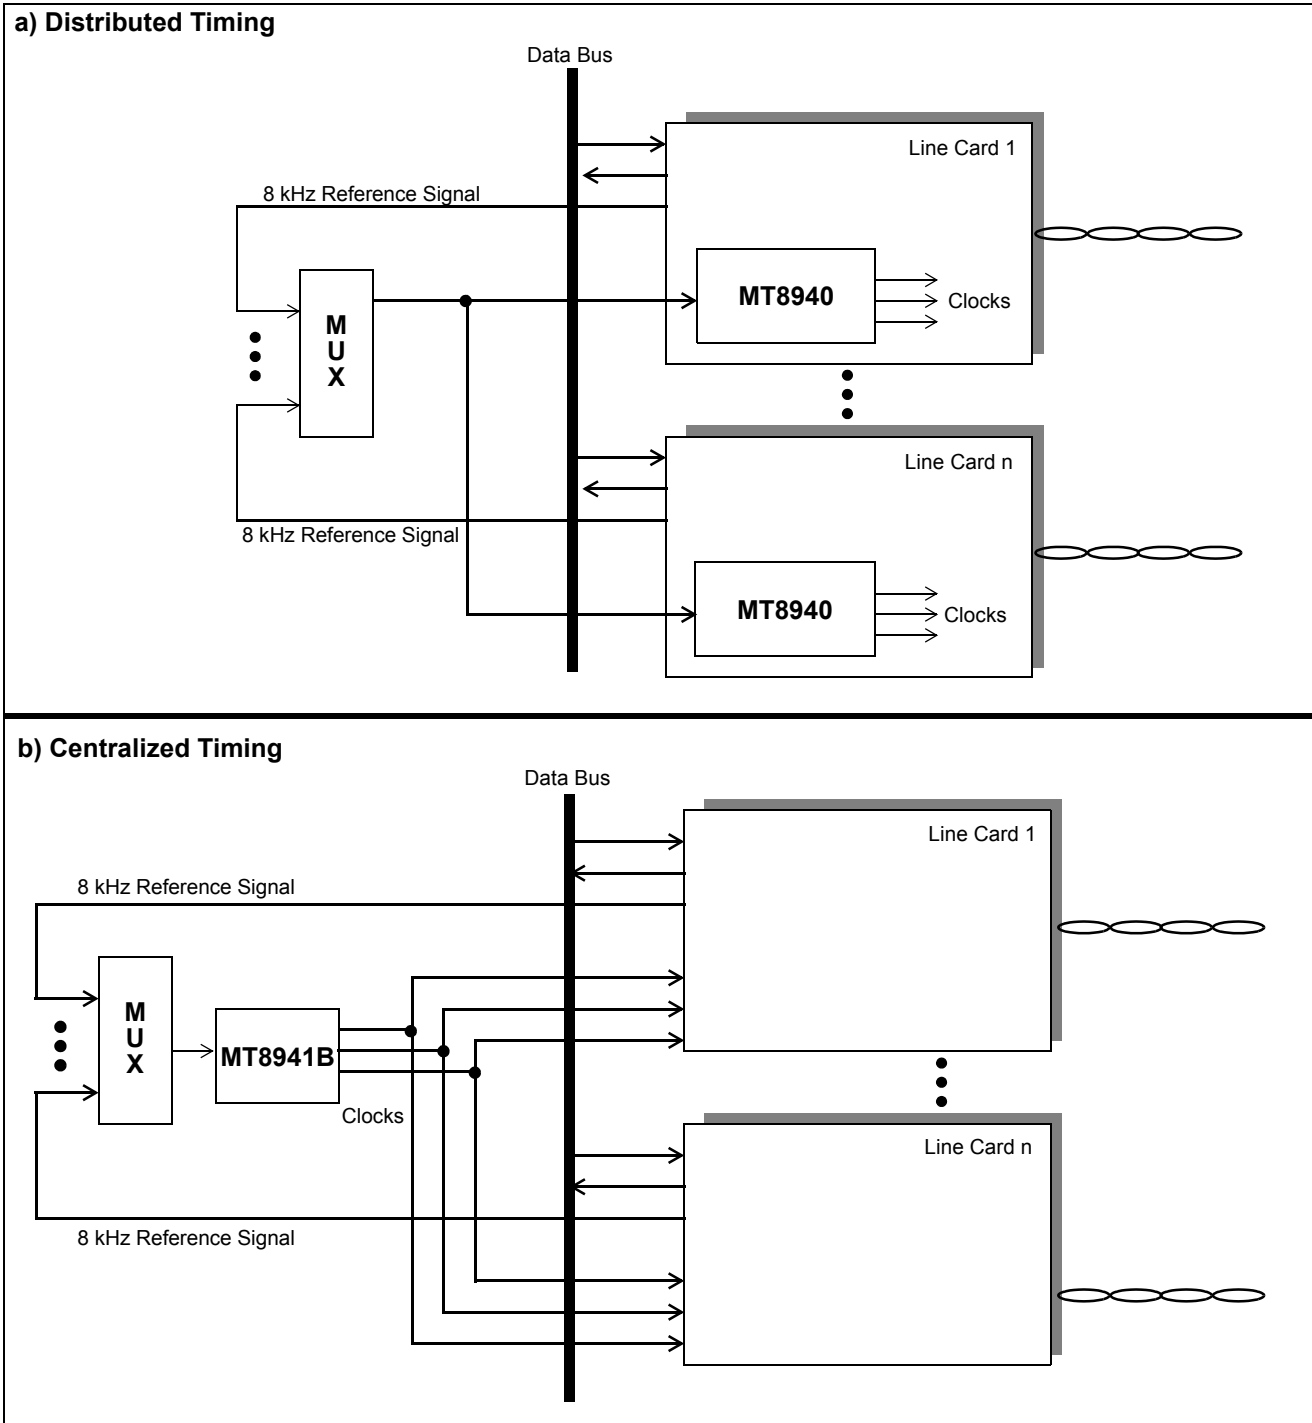 a) Distributed Timing
Data Bus
Line Card 1
8 kHz Reference Signal
MT8940
Clocks
M
U
X
Line Card n
8 kHz Reference Signal
MT8940
Clocks
b) Centralized Timing
Data Bus
Line Card 1
8 kHz Reference Signal
M
U
X
MT8941B
Clocks
Line Card n
8 kHz Reference Signal